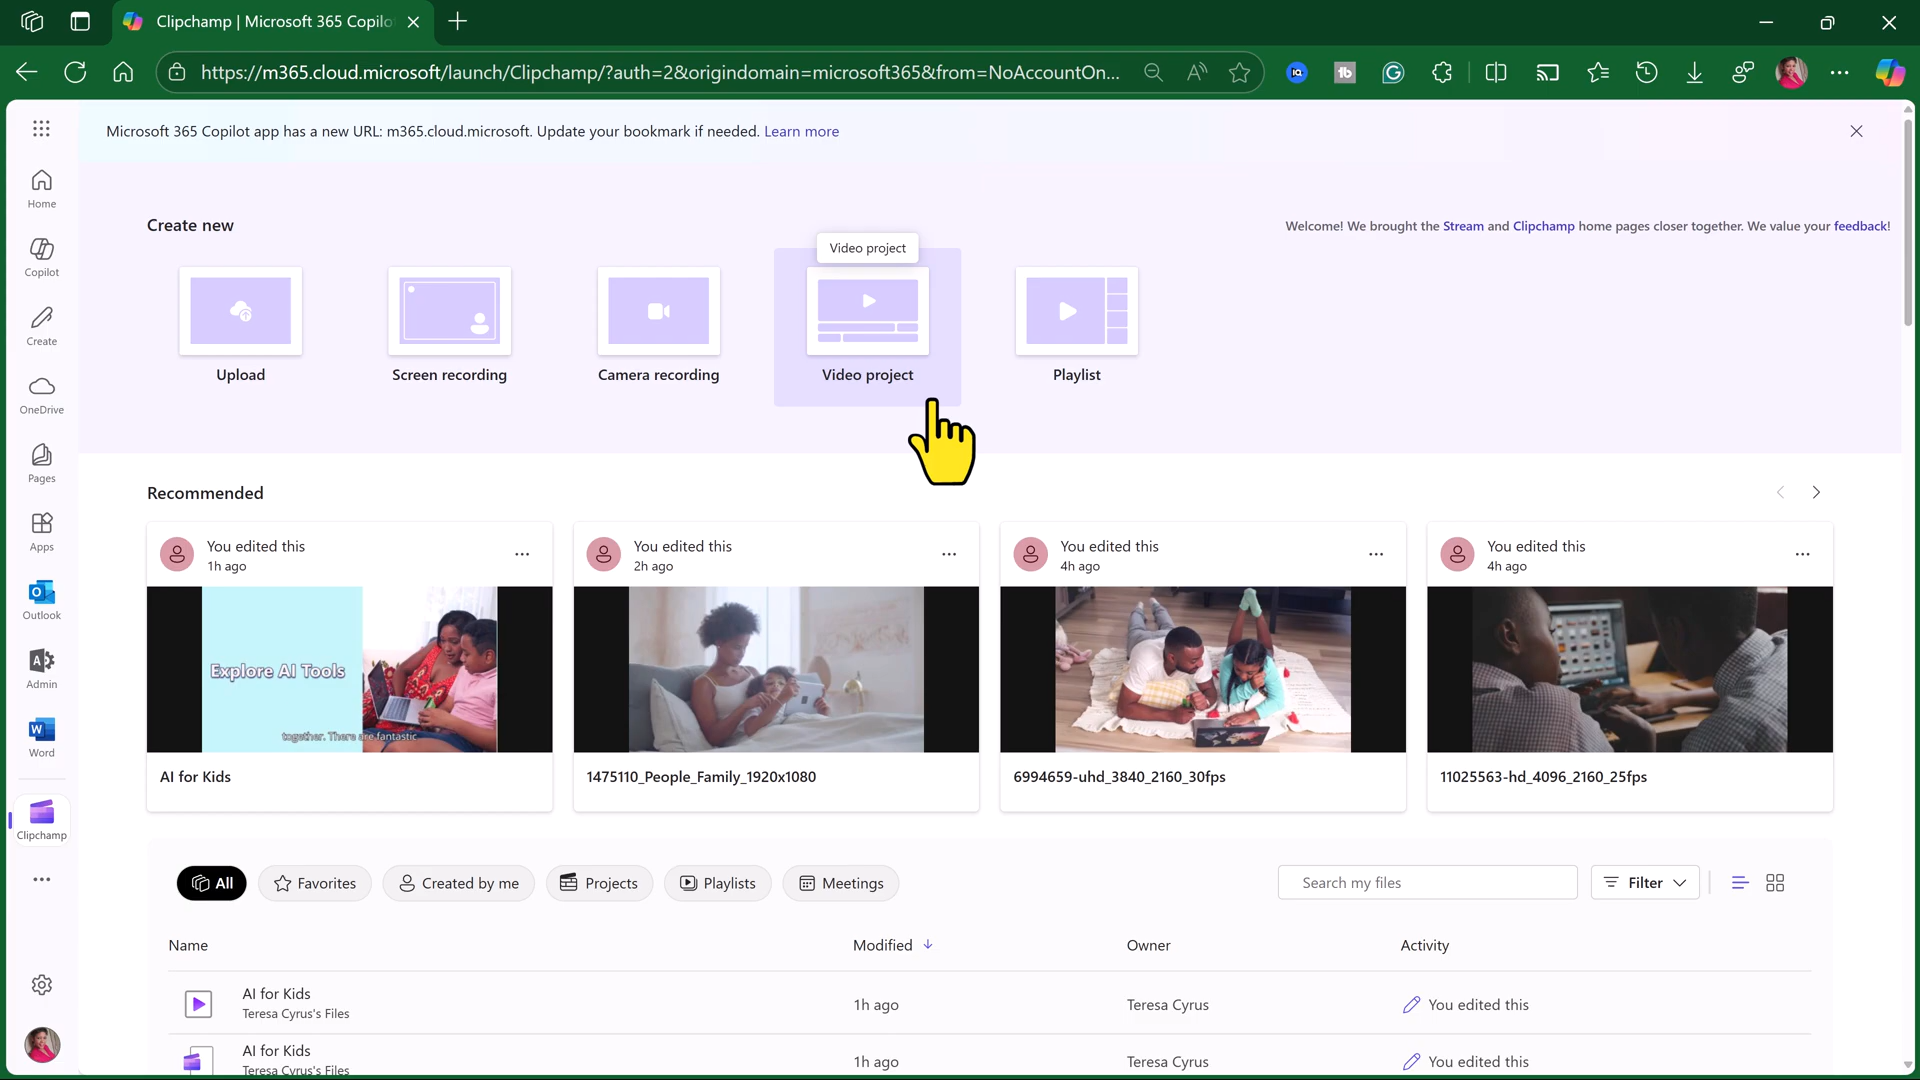 Clipchamp | Microsoft 365 Copilo
https://m365.cloud.microsoft/launch/Clipchamp/?auth=2&origindomain=microsoft365&from=NoAccountOn...
Microsoft 365 Copilot app has a new URL: m365.cloud.microsoft. Update your bookmark if needed. Learn more
Home
Copilot
Create
OneDrive
Pages
Apps
Outlook
Admin
Word
Clipchamp
Create new
Welcome! We brought the Stream and Clipchamp home pages closer together. We value your feedback!
Video project
Upload
Screen recording
Camera recording
Video project
Playlist
Recommended
You edited this
1h ago
Explore AI Tools
together. There are fantastic
AI for Kids
You edited this
2h ago
1475110_People_Family_1920x1080
You edited this
4h ago
6994659-uhd_3840_2160_30fps
You edited this
4h ago
11025563-hd_4096_2160_25fps
All
Favorites
Created by me
Projects
Playlists
Meetings
Search my files
Filter
Name
Modified
Owner
Activity
AI for Kids
Teresa Cyrus's Files
1h ago
Teresa Cyrus
You edited this
AI for Kids
Teresa Cyrus's Files
1h ago
Teresa Cyrus
You edited this